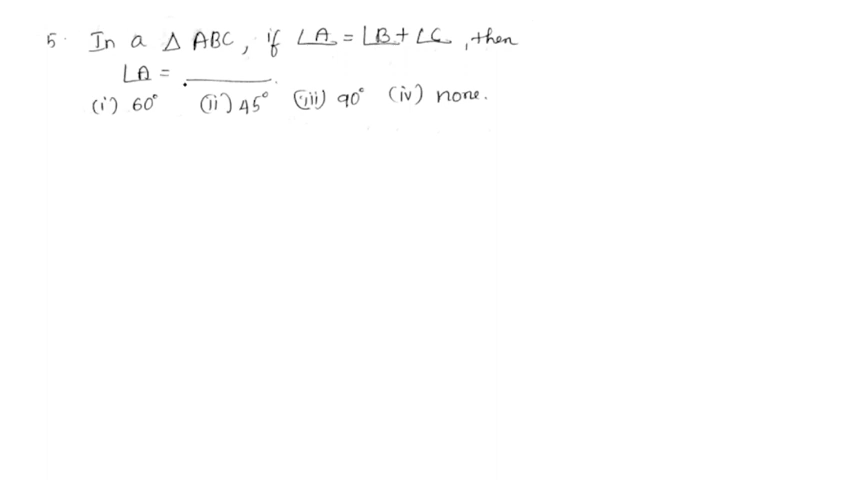 5. In a △ ABC, if ∠A = ∠B + ∠C, then
∠A = __________.
(i) 60° (ii) 45° (iii) 90° (iv) none.